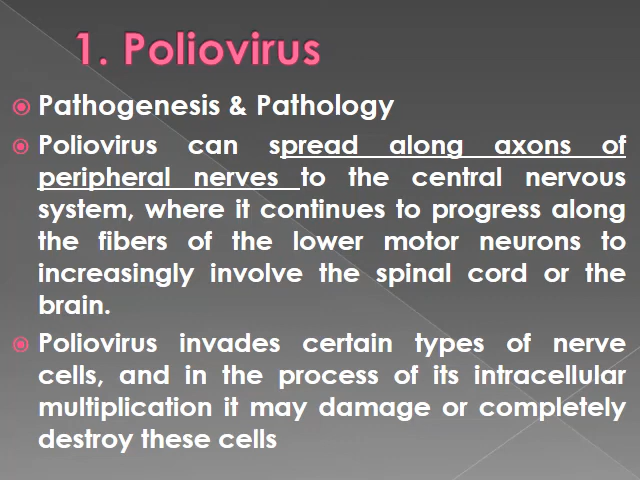 1. Poliovirus
Pathogenesis & Pathology
Poliovirus can spread along axons of
peripheral nerves to the central nervous
system, where it continues to progress along
the fibers of the lower motor neurons to
increasingly involve the spinal cord or the
brain.
Poliovirus invades certain types of nerve
cells, and in the process of its intracellular
multiplication it may damage or completely
destroy these cells